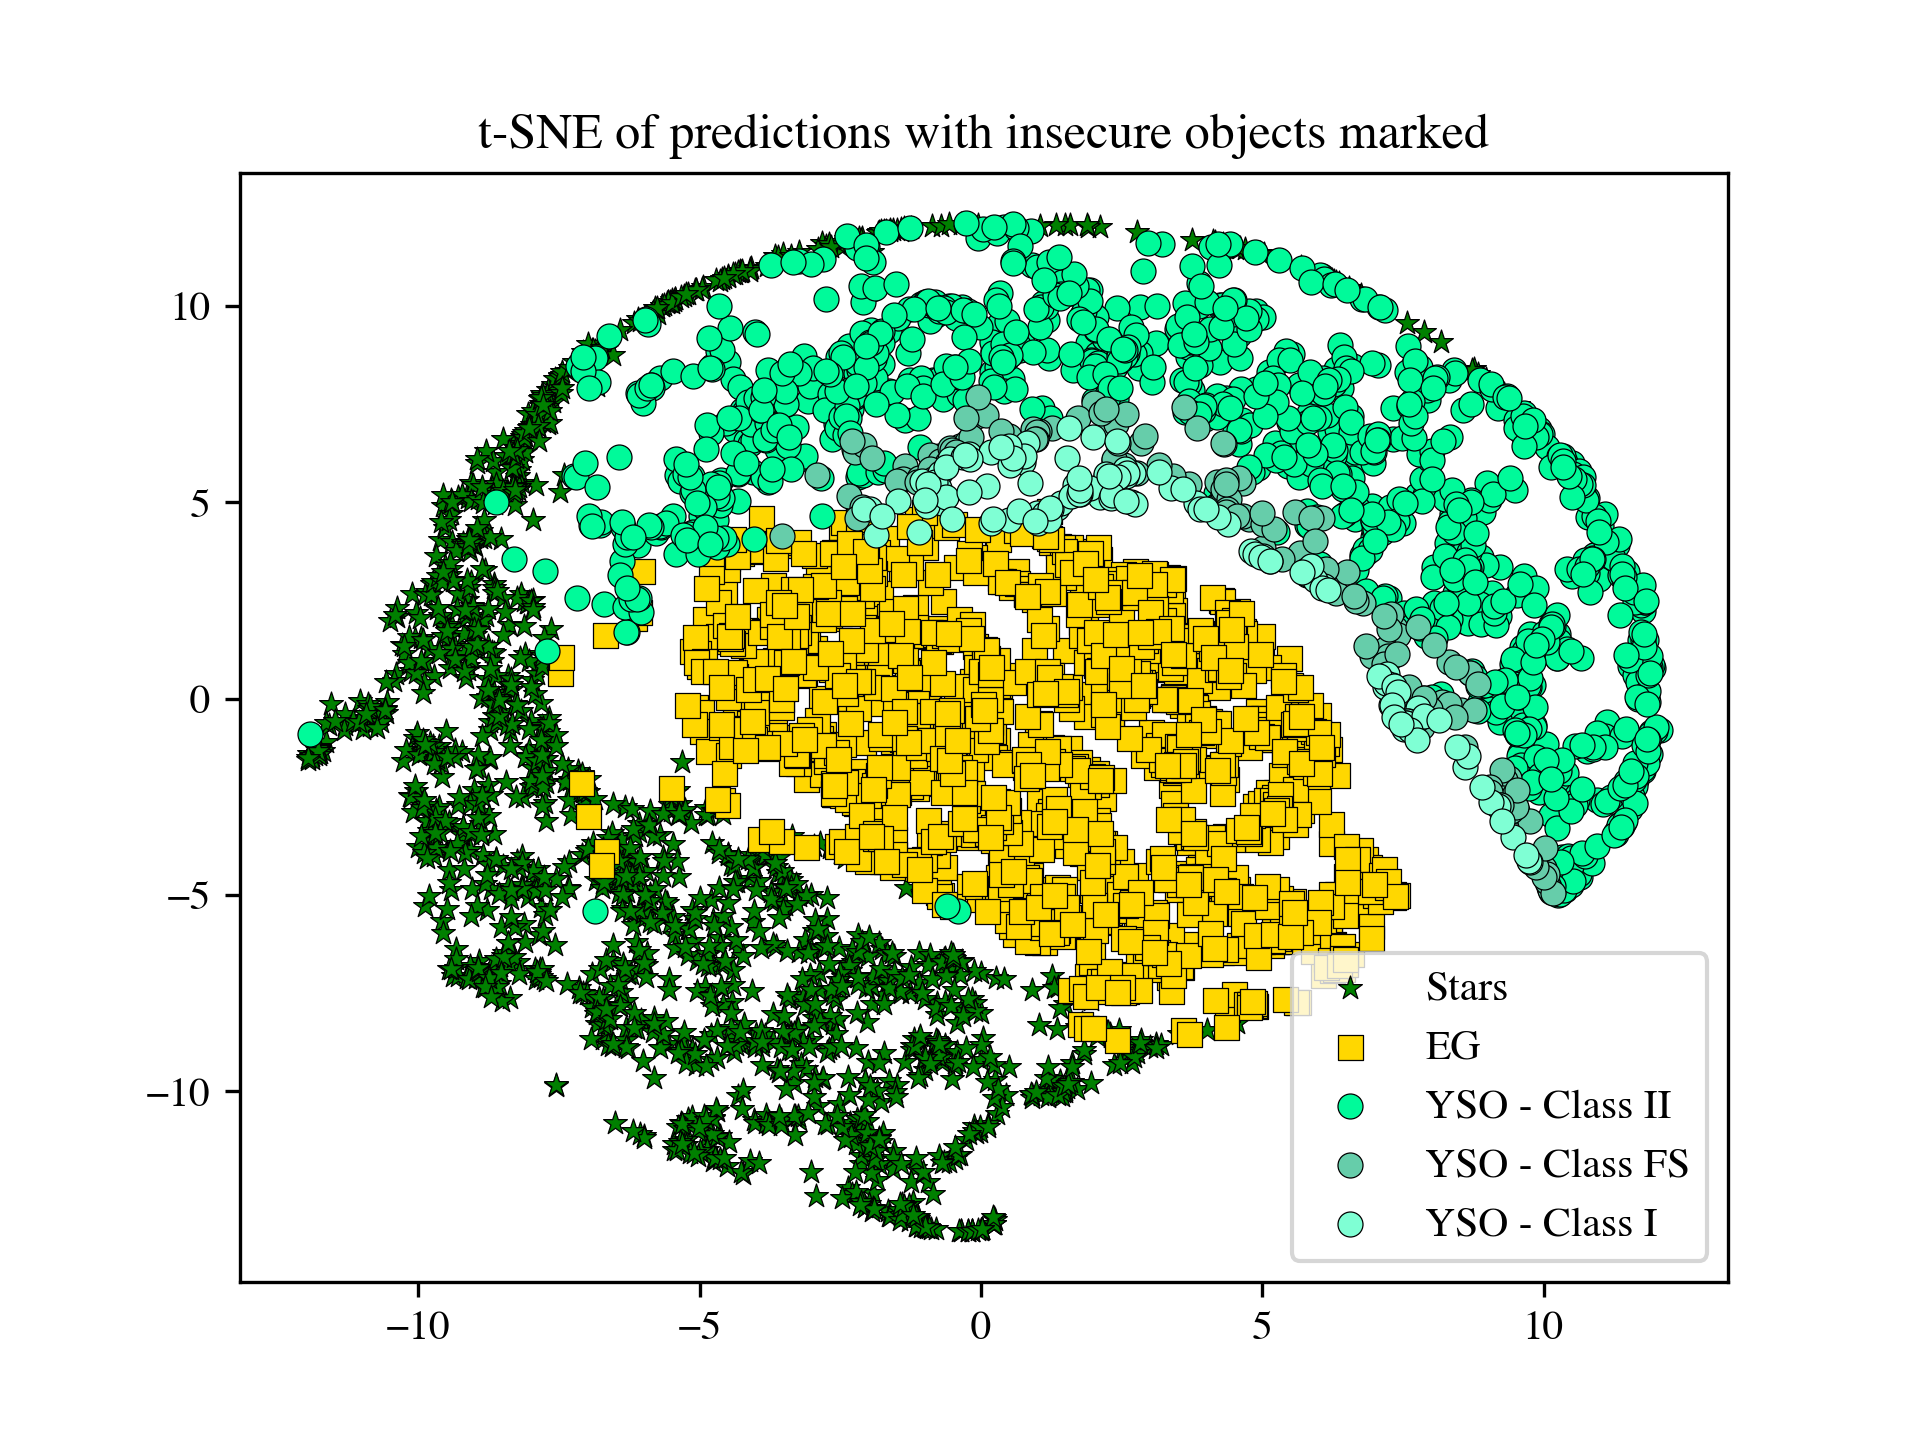 t-SNE of predictions with insecure objects marked
10
5
0
−5
−10
−10
−5
0
5
10
Stars
EG
YSO - Class II
YSO - Class FS
YSO - Class I